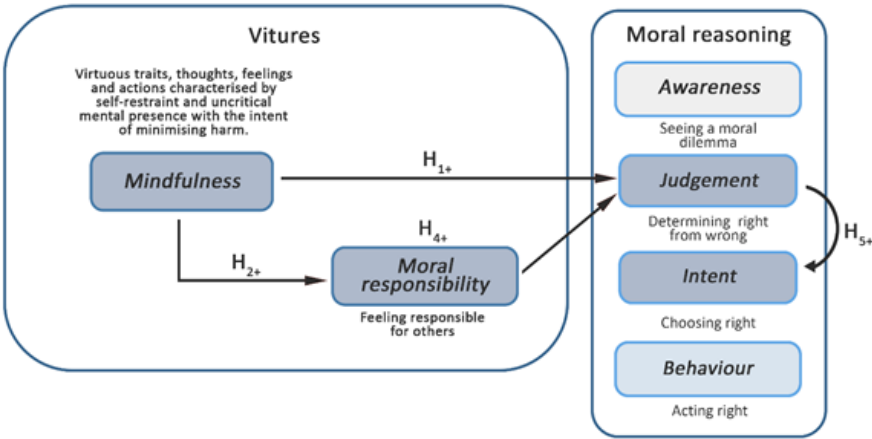 Vitures
Virtuous traits, thoughts, feelings
and actions characterised by
self-restraint and uncritical
mental presence with the intent
of minimising harm.
Mindfulness
H1+
H2+
H4+
Moral
responsibility
Feeling responsible
for others
Moral reasoning
Awareness
Seeing a moral
dilemma
Judgement
Determining right
from wrong
H5+
Intent
Choosing right
Behaviour
Acting right